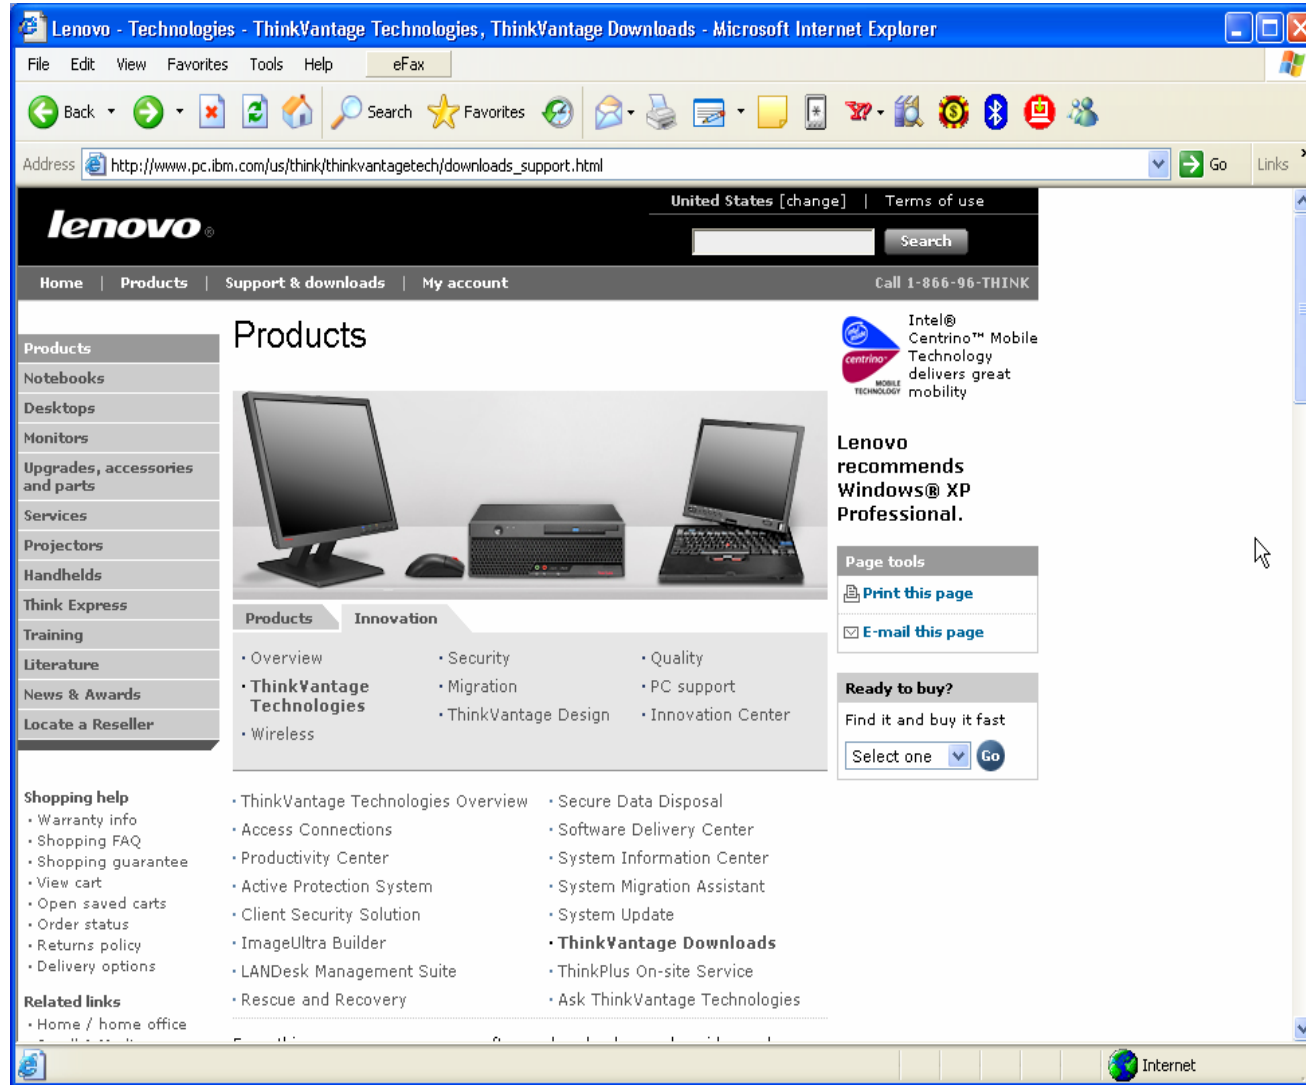 Lenovo - Technologies - ThinkVantage Technologies, ThinkVantage Downloads - Microsoft Internet Explorer
File Edit View Favorites Tools Help eFax
Back Search Favorites
Address http://www.pc.ibm.com/us/think/thinkvantagetech/downloads_support.html Go Links
United States [change] | Terms of use
lenovo®
Search
Home | Products | Support & downloads | My account Call 1-866-96-THINK
Products
Notebooks
Desktops
Monitors
Upgrades, accessories
and parts
Services
Projectors
Handhelds
Think Express
Training
Literature
News & Awards
Locate a Reseller
Shopping help
· Warranty info
· Shopping FAQ
· Shopping guarantee
· View cart
· Open saved carts
· Order status
· Returns policy
· Delivery options
Related links
· Home / home office
Products
Products Innovation
· Overview
· ThinkVantage
Technologies
· Wireless
· Security
· Migration
· ThinkVantage Design
· Quality
· PC support
· Innovation Center
· ThinkVantage Technologies Overview
· Access Connections
· Productivity Center
· Active Protection System
· Client Security Solution
· ImageUltra Builder
· LANDesk Management Suite
· Rescue and Recovery
· Secure Data Disposal
· Software Delivery Center
· System Information Center
· System Migration Assistant
· System Update
· ThinkVantage Downloads
· ThinkPlus On-site Service
· Ask ThinkVantage Technologies
centrino
MOBILE
TECHNOLOGY
Intel®
Centrino™ Mobile
Technology
delivers great
mobility
Lenovo
recommends
Windows® XP
Professional.
Page tools
Print this page
E-mail this page
Ready to buy?
Find it and buy it fast
Select one Go
Internet